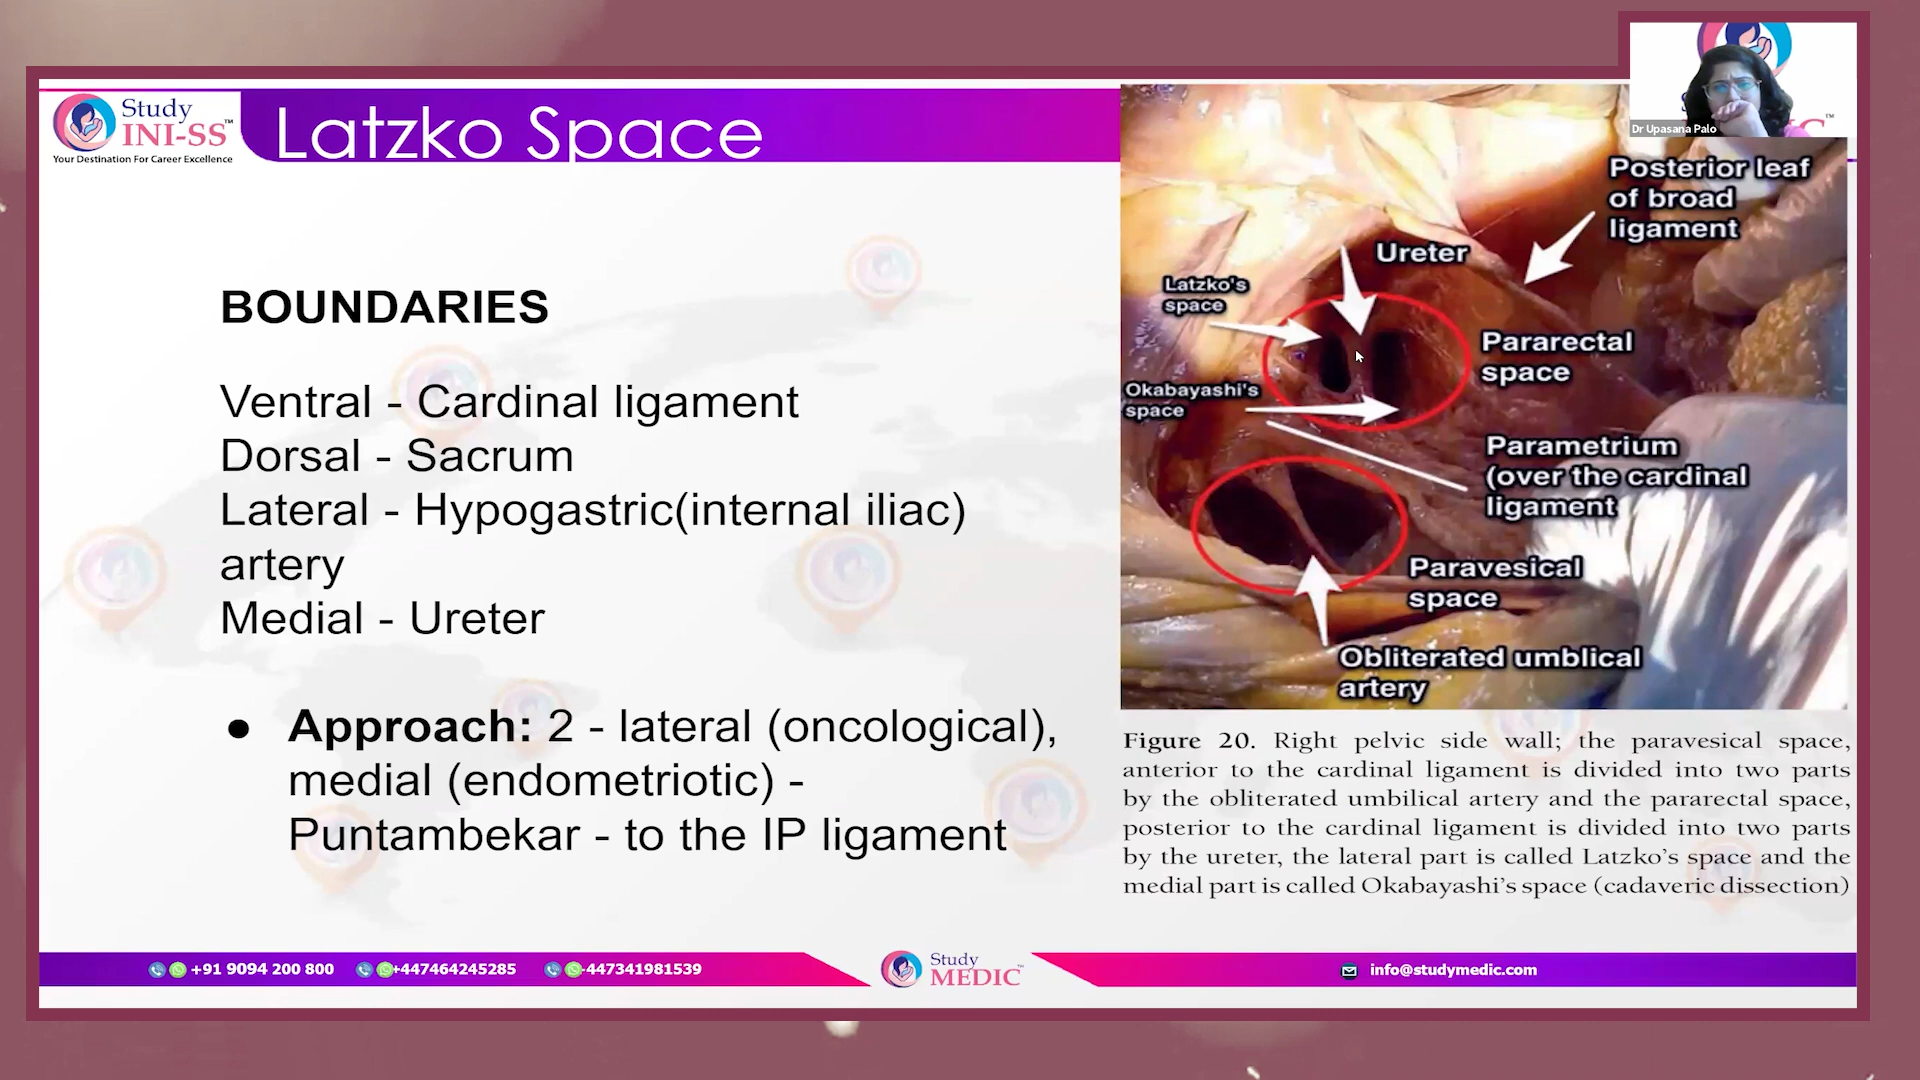 Study
INI-SS™
Your Destination For Career Excellence
Latzko Space
Dr Upasana Palo
BOUNDARIES
Ventral - Cardinal ligament
Dorsal - Sacrum
Lateral - Hypogastric(internal iliac)
artery
Medial - Ureter
● Approach: 2 - lateral (oncological),
medial (endometriotic) -
Puntambekar - to the IP ligament
Posterior leaf
of broad
ligament
Ureter
Latzko's
space
Pararectal
space
Okabayashi's
space
Parametrium
(over the cardinal
ligament
Paravesical
space
Obliterated umblical
artery
Figure 20. Right pelvic side wall; the paravesical space,
anterior to the cardinal ligament is divided into two parts
by the obliterated umbilical artery and the pararectal space,
posterior to the cardinal ligament is divided into two parts
by the ureter, the lateral part is called Latzko's space and the
medial part is called Okabayashi's space (cadaveric dissection)
+91 9094 200 800
+447464245285
-447341981539
Study
MEDIC™
info@studymedic.com